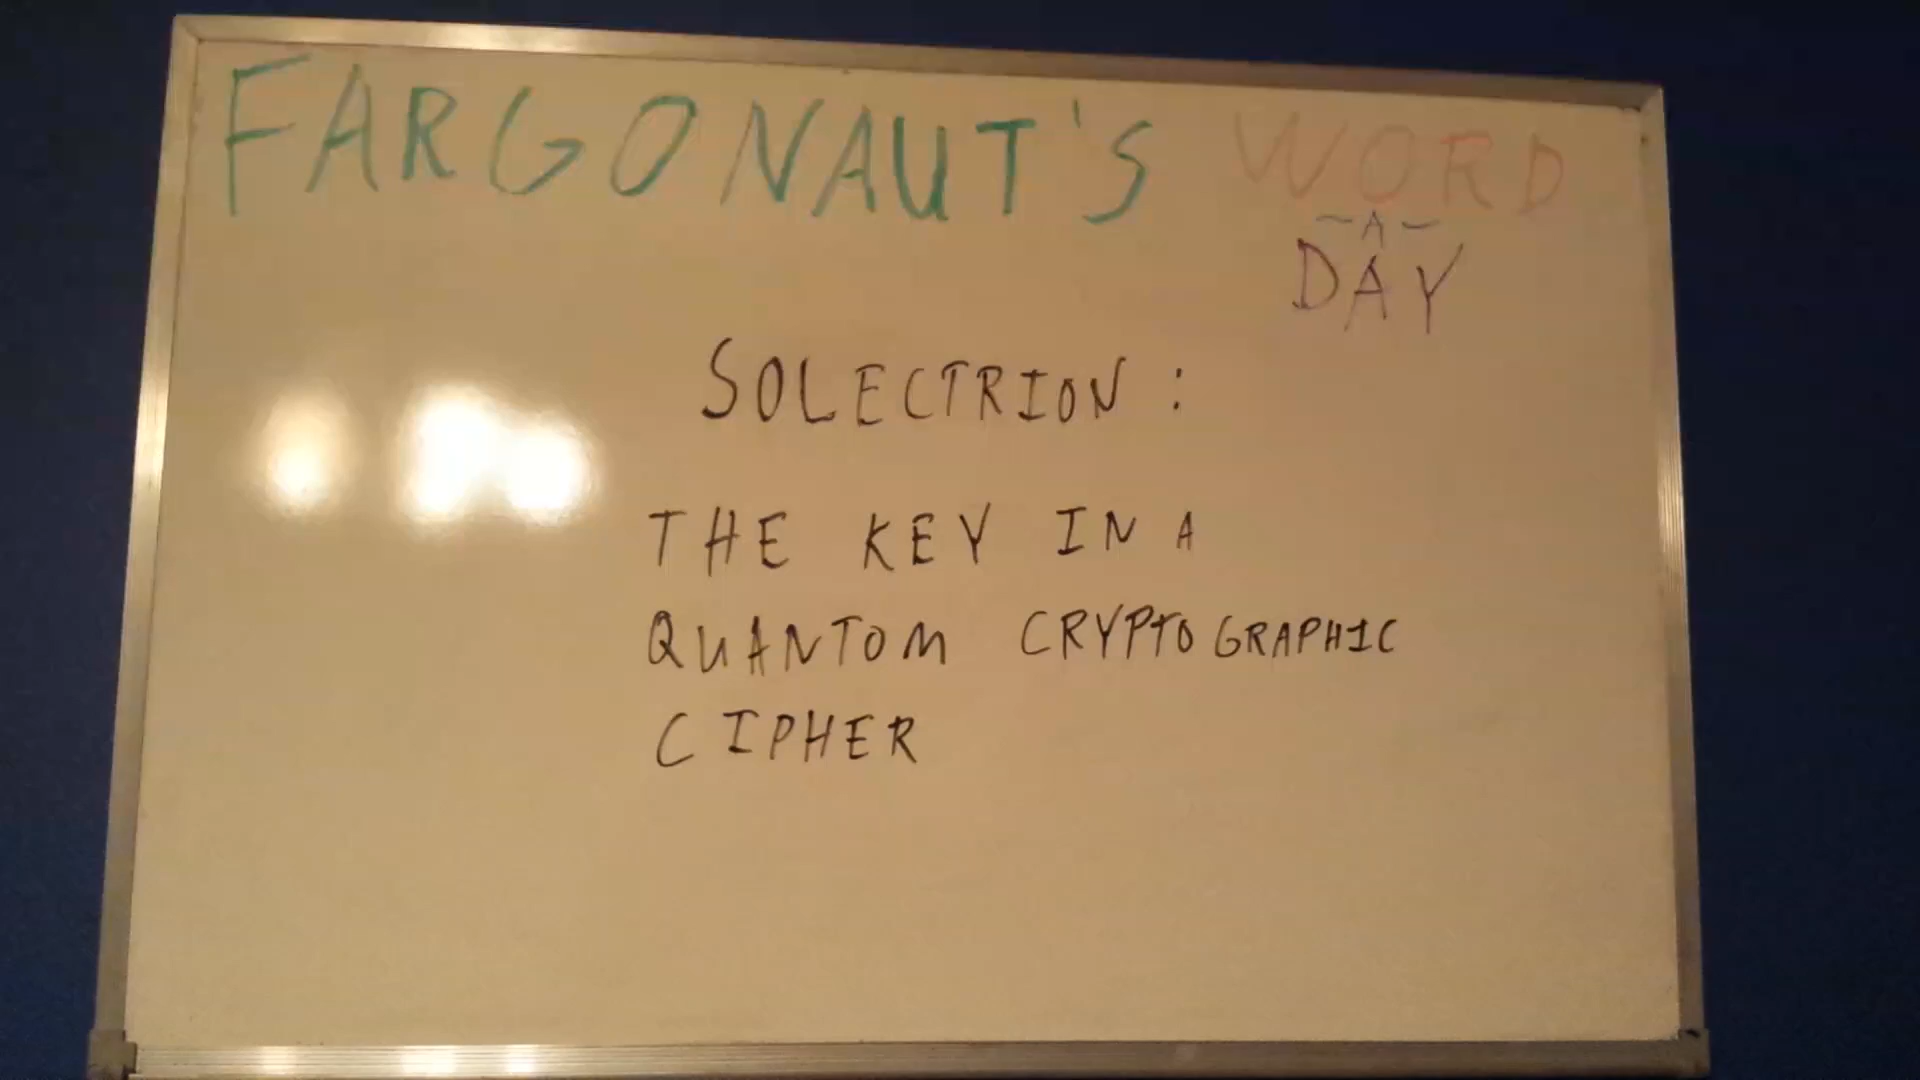 FARGONAUT'S WORD
~A~
DAY
SOLECTRION:
THE KEY IN A
QUANTOM CRYPTOGRAPHIC
CIPHER